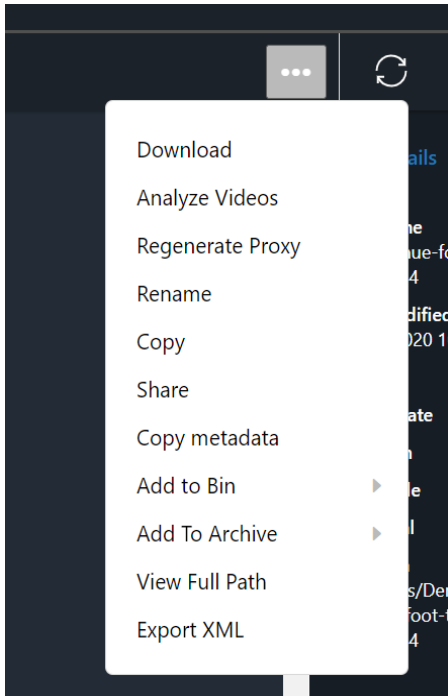 Download
ails
Analyze Videos
Regenerate Proxy
Rename
Copy
Share
Copy metadata
Add to Bin
Add To Archive
View Full Path
Export XML